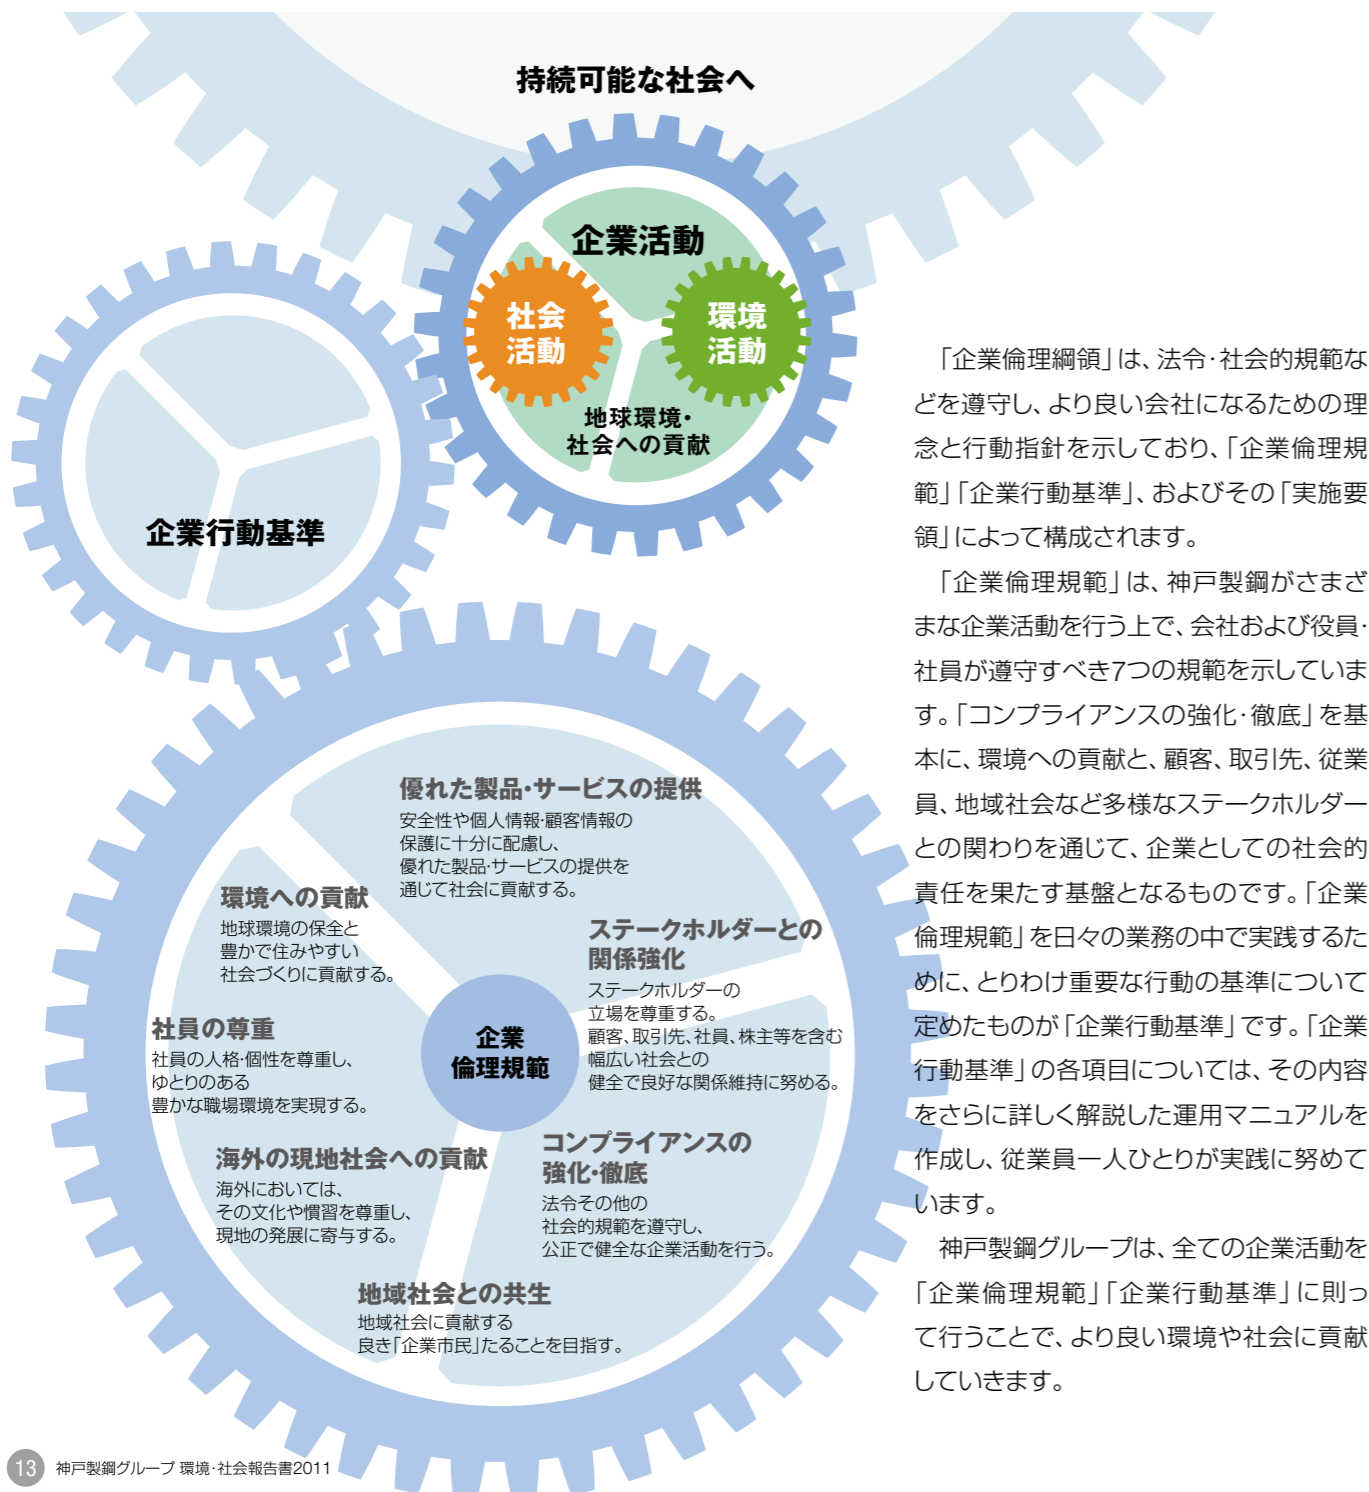 持続可能な社会へ
企業活動
社会
活動
環境
活動
地球環境・
社会への貢献
企業行動基準
優れた製品・サービスの提供
安全性や個人情報・顧客情報の
保護に十分に配慮し、
優れた製品・サービスの提供を
通じて社会に貢献する。
環境への貢献
地球環境の保全と
豊かで住みやすい
社会づくりに貢献する。
ステークホルダーとの
関係強化
ステークホルダーの
立場を尊重する。
顧客、取引先、社員、株主等を含む
幅広い社会との
健全で良好な関係維持に努める。
社員の尊重
社員の人格・個性を尊重し、
ゆとりのある
豊かな職場環境を実現する。
企業
倫理規範
海外の現地社会への貢献
海外においては、
その文化や慣習を尊重し、
現地の発展に寄与する。
コンプライアンスの
強化・徹底
法令その他の
社会的規範を遵守し、
公正で健全な企業活動を行う。
地域社会との共生
地域社会に貢献する
良き「企業市民」たることを目指す。
「企業倫理綱領」は、法令・社会的規範な
どを遵守し、より良い会社になるための理
念と行動指針を示しており、「企業倫理規
範」「企業行動基準」、およびその「実施要
領」によって構成されます。
「企業倫理規範」は、神戸製鋼がさまざ
まな企業活動を行う上で、会社および役員・
社員が遵守すべき7つの規範を示していま
す。「コンプライアンスの強化・徹底」を基
本に、環境への貢献と、顧客、取引先、従業
員、地域社会など多様なステークホルダー
との関わりを通じて、企業としての社会的
責任を果たす基盤となるものです。「企業
倫理規範」を日々の業務の中で実践するた
めに、とりわけ重要な行動の基準について
定めたものが「企業行動基準」です。「企業
行動基準」の各項目については、その内容
をさらに詳しく解説した運用マニュアルを
作成し、従業員一人ひとりが実践に努めて
います。
神戸製鋼グループは、全ての企業活動を
「企業倫理規範」「企業行動基準」に則っ
て行うことで、より良い環境や社会に貢献
していきます。
13 神戸製鋼グループ 環境・社会報告書2011